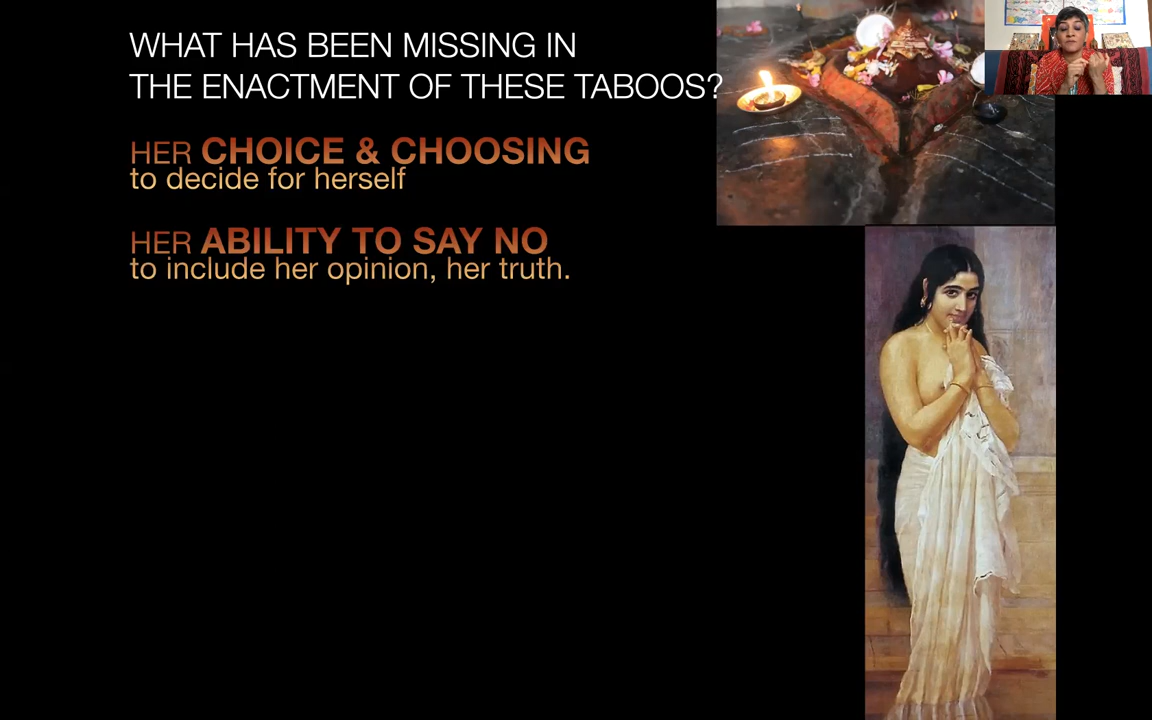 WHAT HAS BEEN MISSING IN
THE ENACTMENT OF THESE TABOOS?
HER CHOICE & CHOOSING
to decide for herself
HER ABILITY TO SAY NO
to include her opinion, her truth.